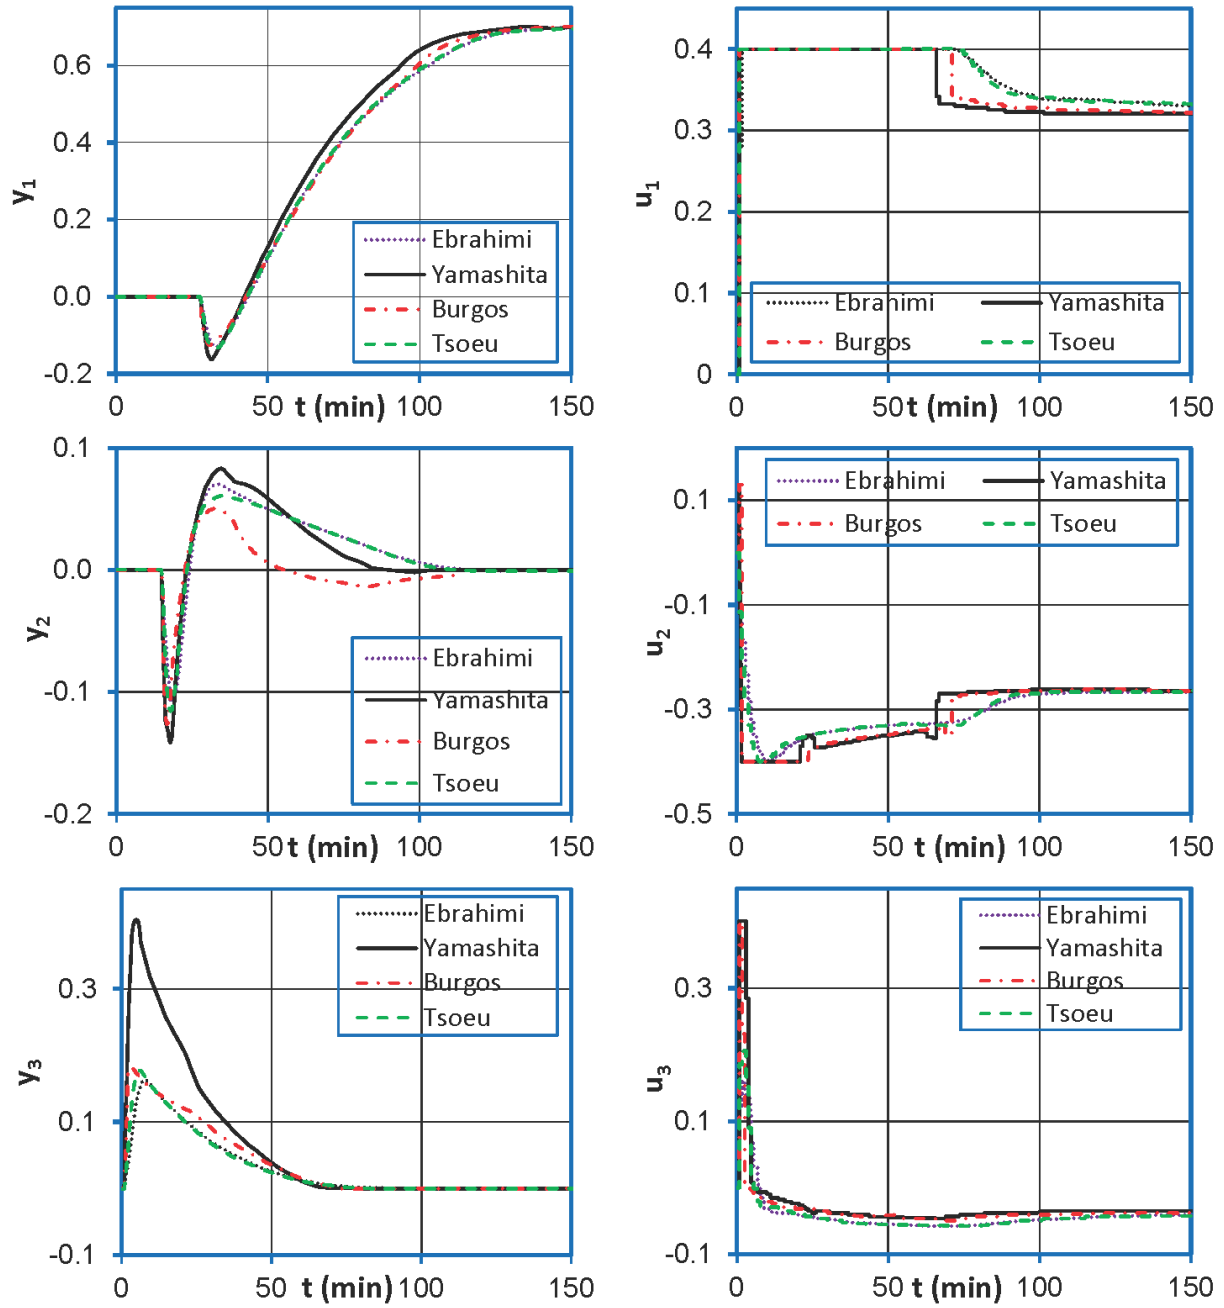 0.6
0.4
0.2
0.0
-0.2
y1
Ebrahimi
Yamashita
Burgos
Tsoeu
0 50 t (min) 100 150
0.4
0.3
0.2
0.1
0
u1
Ebrahimi Yamashita
Burgos Tsoeu
0 50 t (min) 100 150
0.1
0.0
-0.1
-0.2
y2
Ebrahimi
Yamashita
Burgos
Tsoeu
0 50 t (min) 100 150
0.1
-0.1
-0.3
-0.5
u2
Ebrahimi Yamashita
Burgos Tsoeu
0 50 t (min) 100 150
0.3
0.1
-0.1
y3
Ebrahimi
Yamashita
Burgos
Tsoeu
0 50 t (min) 100 150
0.3
0.1
-0.1
u3
Ebrahimi
Yamashita
Burgos
Tsoeu
0 50 t (min) 100 150